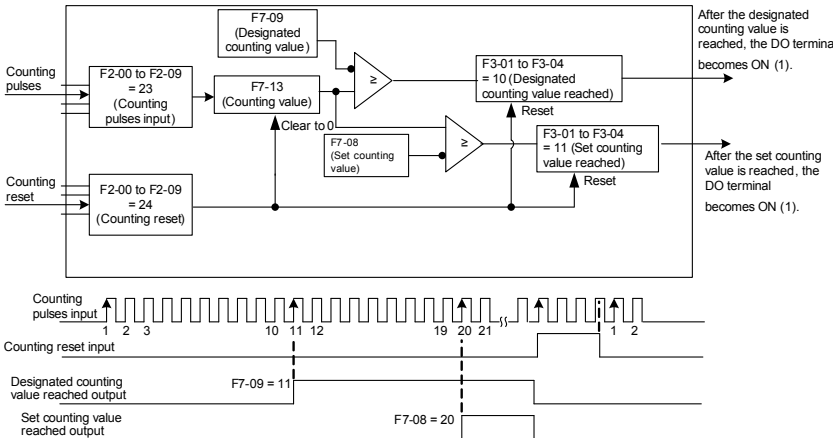 F7-09
(Designated
counting value)
After the designated
counting value is
reached, the DO terminal
becomes ON (1).
Counting
pulses
F2-00 to F2-09
= 23
(Counting
pulses input)
F7-13
(Counting value)
≥
F3-01 to F3-04
= 10 (Designated
counting value reached)
Reset
Clear to 0
F7-08
(Set counting
value)
≥
F3-01 to F3-04
= 11 (Set counting
value reached)
Reset
After the set counting
value is reached, the
DO terminal
becomes ON (1).
Counting
reset
F2-00 to F2-09
= 24
(Counting reset)
Counting
pulses input
1 2 3 10 11 12 19 20 21 1 2
Counting reset input
Designated counting
value reached output
F7-09 = 11
Set counting value
reached output
F7-08 = 20